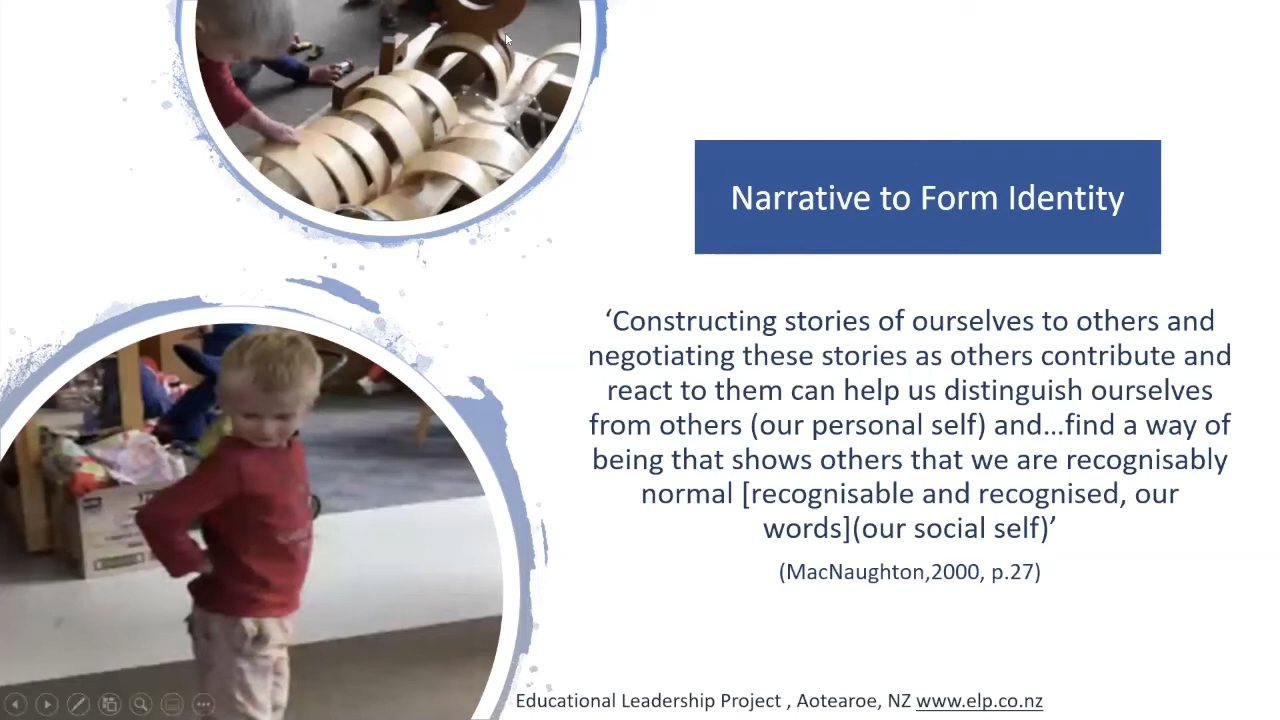 Narrative to Form Identity
‘Constructing stories of ourselves to others and
negotiating these stories as others contribute and
react to them can help us distinguish ourselves
from others (our personal self) and…find a way of
being that shows others that we are recognisably
normal [recognisable and recognised, our
words](our social self)’
(MacNaughton,2000, p.27)
Educational Leadership Project , Aotearoe, NZ www.elp.co.nz